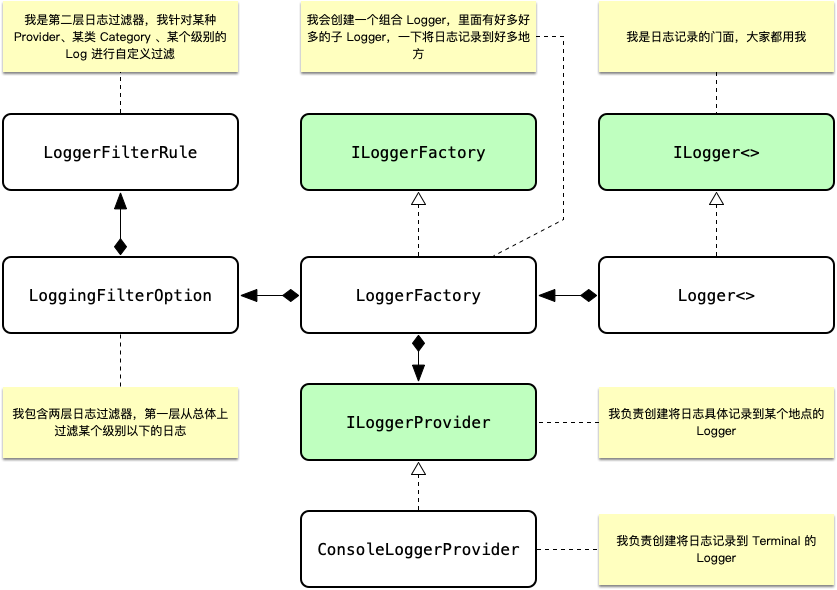 我是第二层日志过滤器，我针对某种
Provider、某类 Category 、某个级别的
Log 进行自定义过滤
我会创建一个组合 Logger，里面有好多好
多的子 Logger，一下将日志记录到好多地
方
我是日志记录的门面，大家都用我
LoggerFilterRule
ILoggerFactory
ILogger<>
LoggingFilterOption
LoggerFactory
Logger<>
我包含两层日志过滤器，第一层从总体上
过滤某个级别以下的日志
ILoggerProvider
我负责创建将日志具体记录到某个地点的
Logger
ConsoleLoggerProvider
我负责创建将日志记录到 Terminal 的
Logger